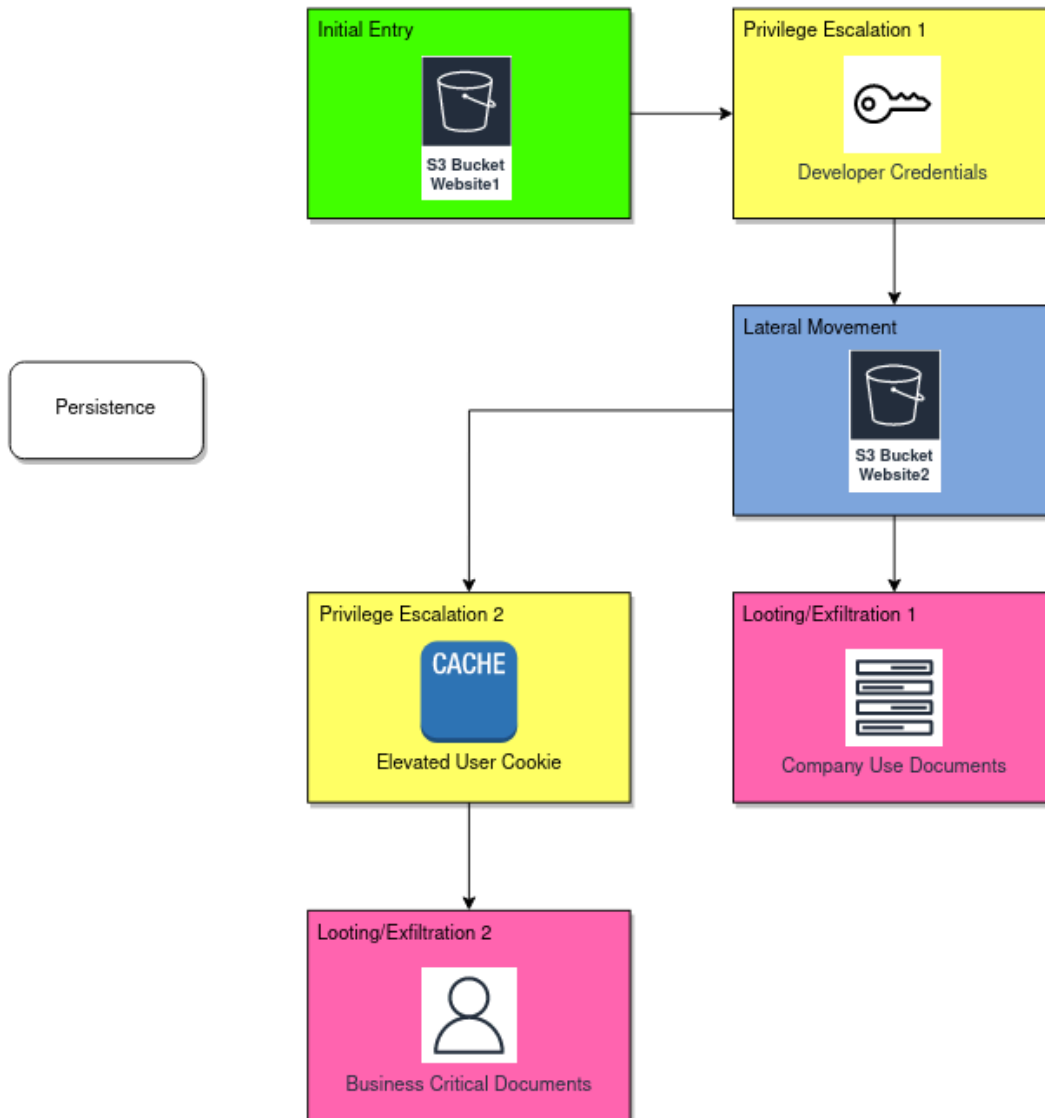 Initial Entry
S3 Bucket
Website1
Privilege Escalation 1
Developer Credentials
Lateral Movement
S3 Bucket
Website2
Persistence
Privilege Escalation 2
CACHE
Elevated User Cookie
Looting/Exfiltration 1
Company Use Documents
Looting/Exfiltration 2
Business Critical Documents